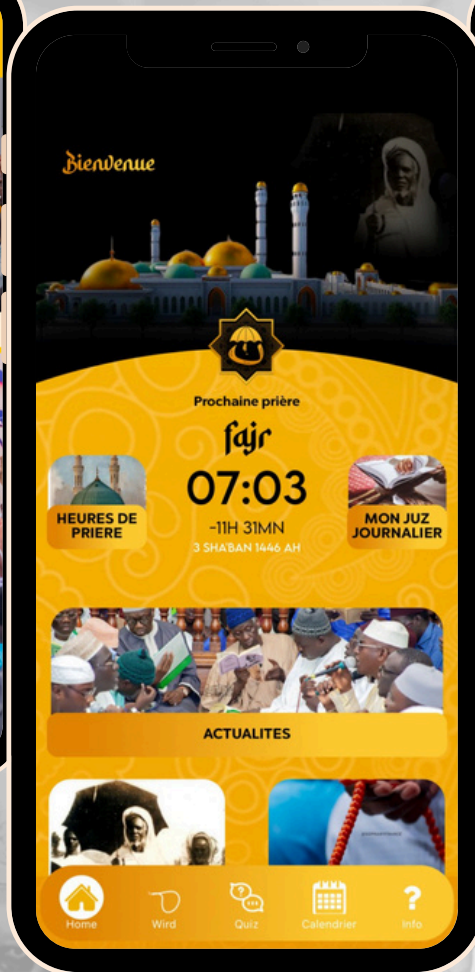 Bienvenue
Prochaine prière
fajr
07:03
-11H 31MN
3 SHA'BAN 1446 AH
HEURES DE
PRIERE
MON JUZ
JOURNALIER
ACTUALITES
Home
Wird
Quiz
Calendrier
Info